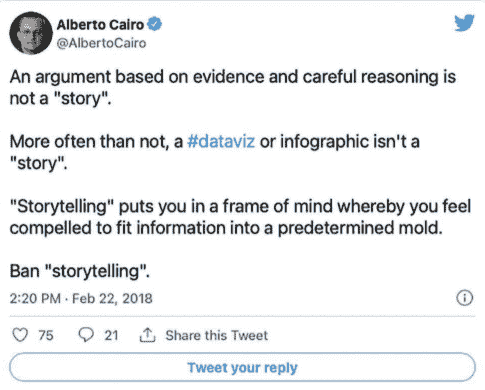 Alberto Cairo
@AlbertoCairo
An argument based on evidence and careful reasoning is
not a "story".
More often than not, a #dataviz or infographic isn't a
"story".
"Storytelling" puts you in a frame of mind whereby you feel
compelled to fit information into a predetermined mold.
Ban "storytelling".
2:20 PM · Feb 22, 2018
75 21 Share this Tweet
Tweet your reply